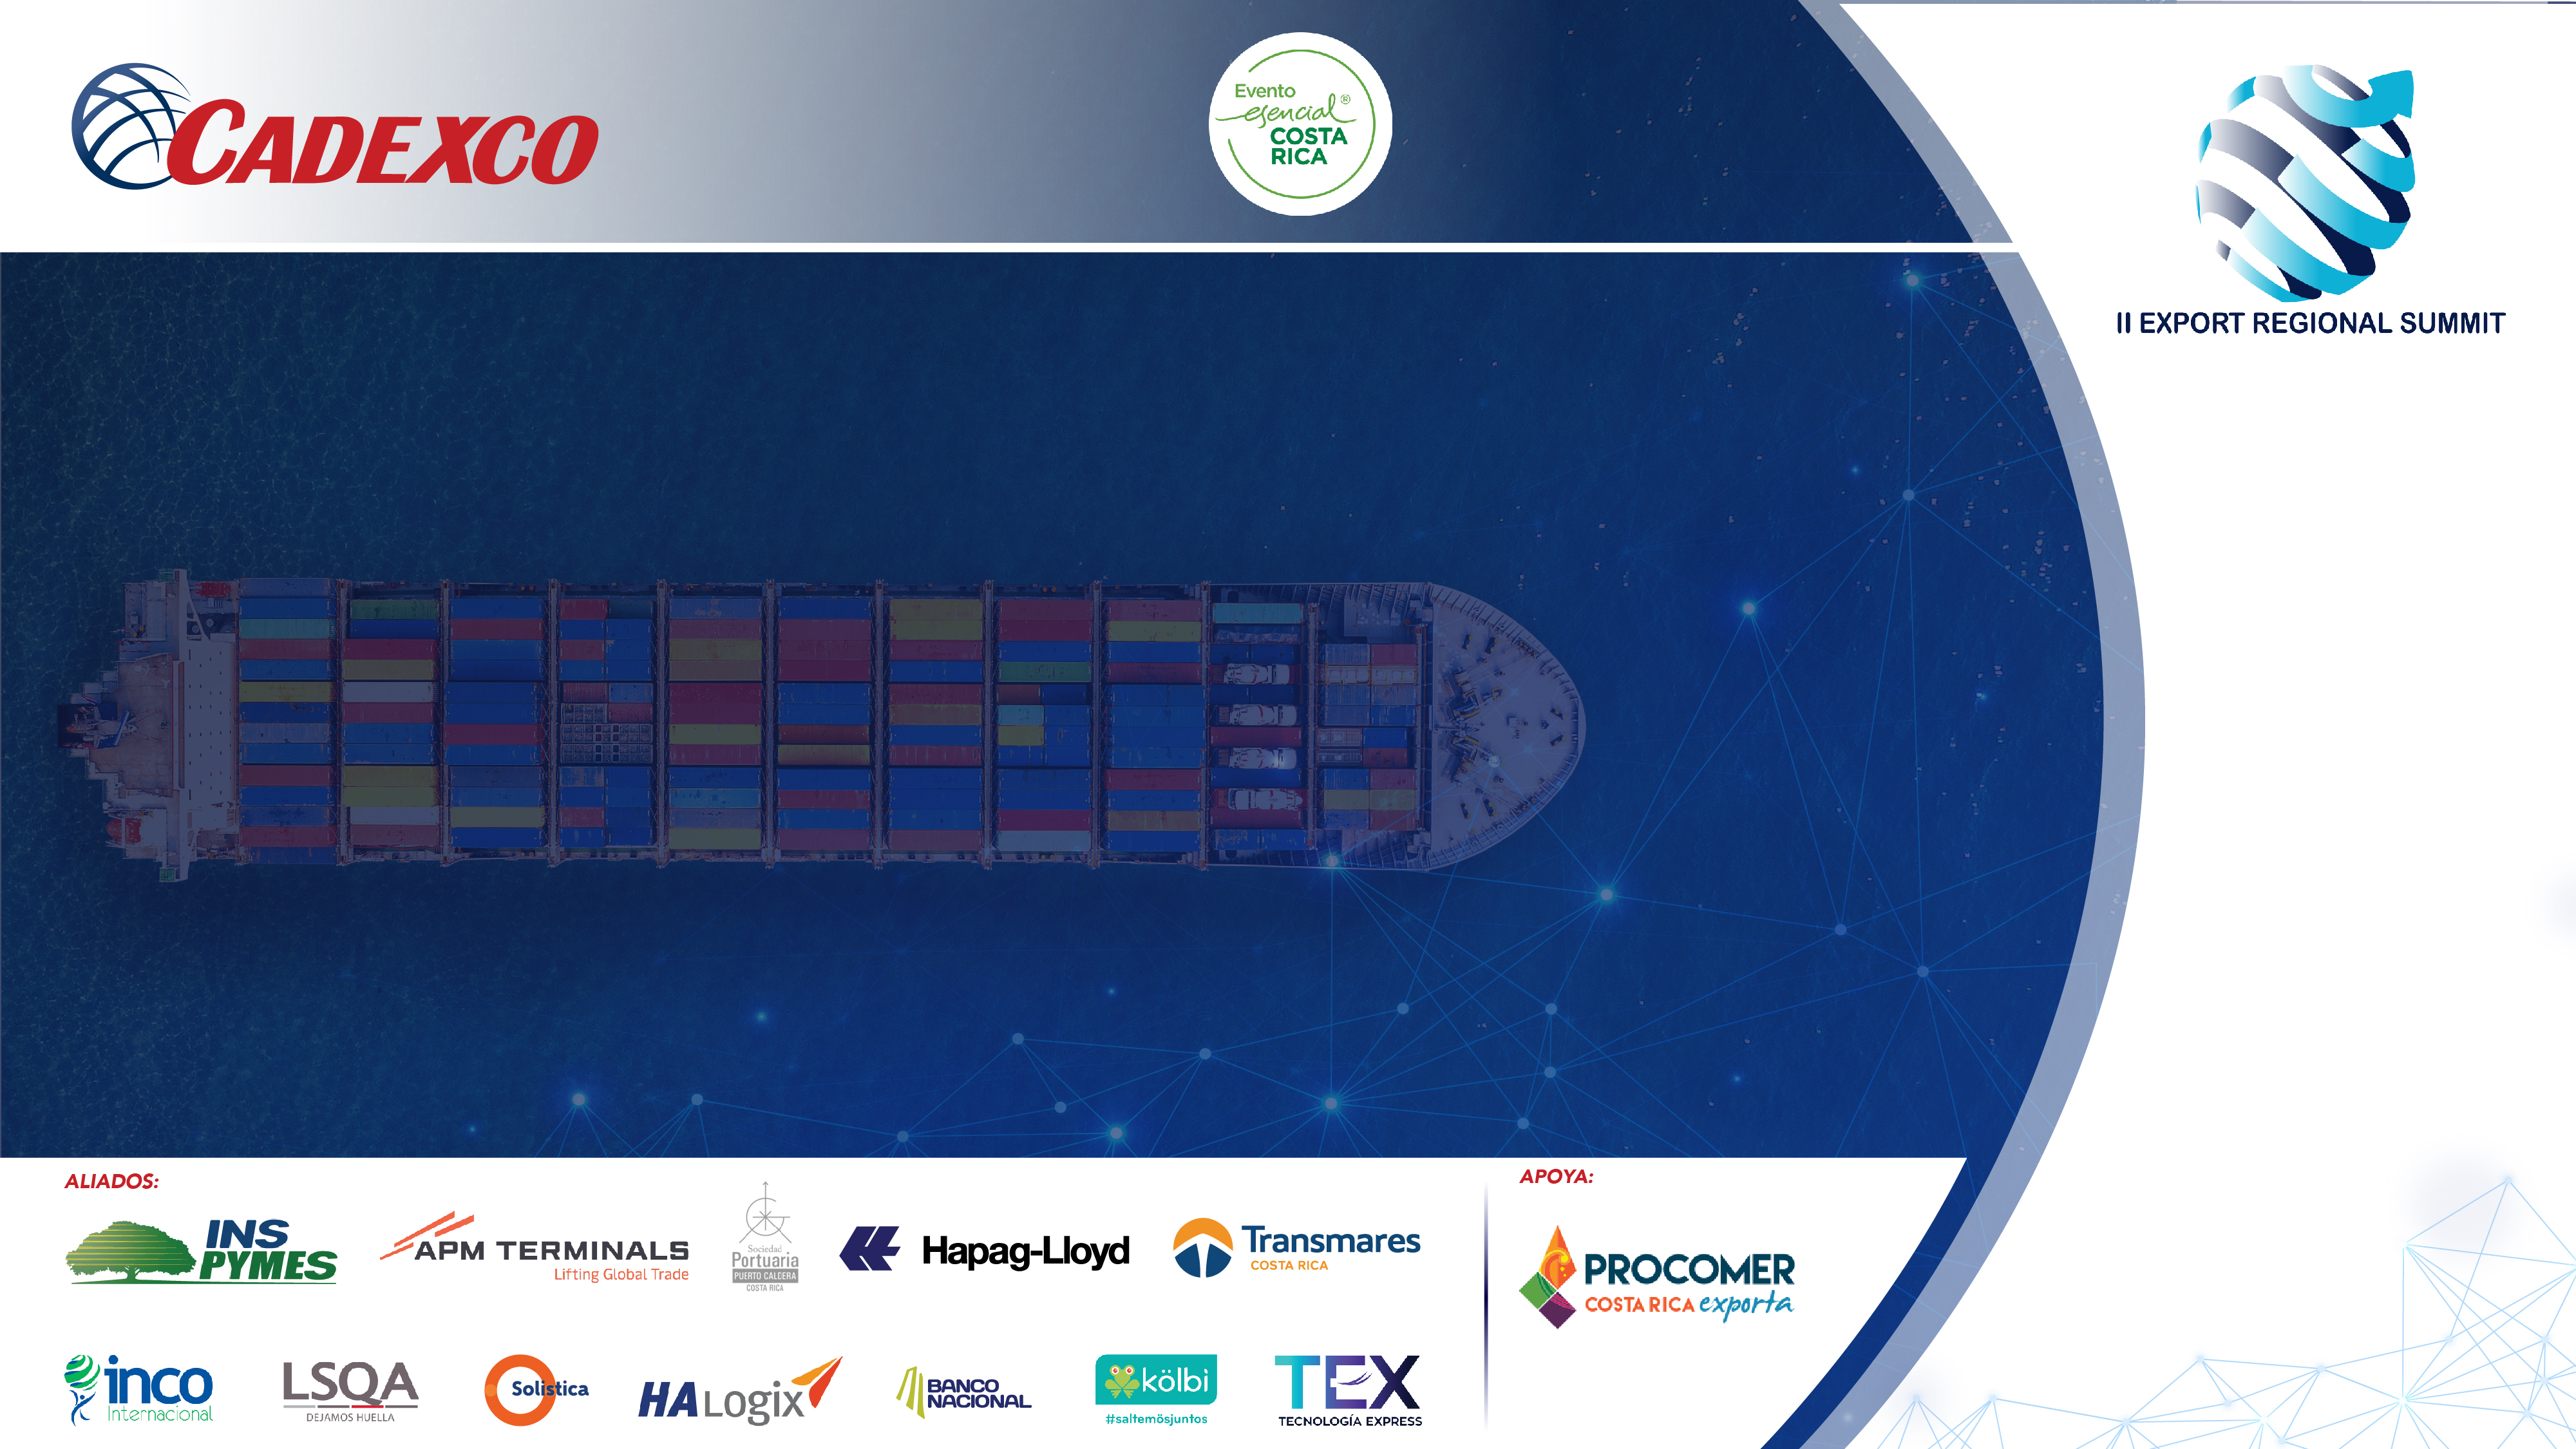 CADEXCO
Evento
esencial®
COSTA
RICA
II EXPORT REGIONAL SUMMIT
ALIADOS:
INS
PYMES
APM TERMINALS
Lifting Global Trade
Sociedad
Portuaria
PUERTO CALDERA
COSTA RICA
Hapag-Lloyd
Transmares
COSTA RICA
inco
Internacional
LSQA
DEJAMOS HUELLA
Solistica
HALogix
BANCO
NACIONAL
kölbi
#saltemösjuntos
TEX
TECNOLOGÍA EXPRESS
APOYA:
PROCOMER
COSTA RICA exporta